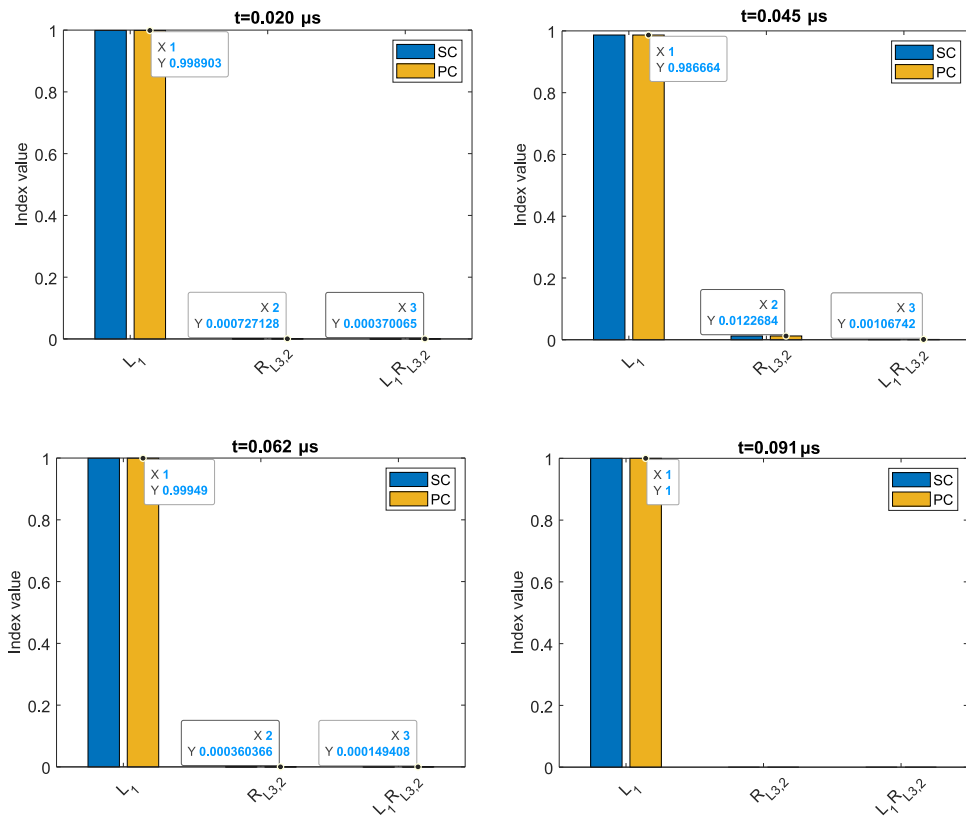 t=0.020 μs
Index value
1
0.8
0.6
0.4
0.2
0
SC
PC
X 1
Y 0.998903
X 2
Y 0.000727128
X 3
Y 0.000370065
L1
RL3,2
L1RL3,2
t=0.045 μs
Index value
1
0.8
0.6
0.4
0.2
0
SC
PC
X 1
Y 0.986664
X 2
Y 0.0122684
X 3
Y 0.00106742
L1
RL3,2
L1RL3,2
t=0.062 μs
Index value
1
0.8
0.6
0.4
0.2
0
SC
PC
X 1
Y 0.99949
X 2
Y 0.000360366
X 3
Y 0.000149408
L1
RL3,2
L1RL3,2
t=0.091 μs
Index value
1
0.8
0.6
0.4
0.2
0
SC
PC
X 1
Y 1
L1
RL3,2
L1RL3,2